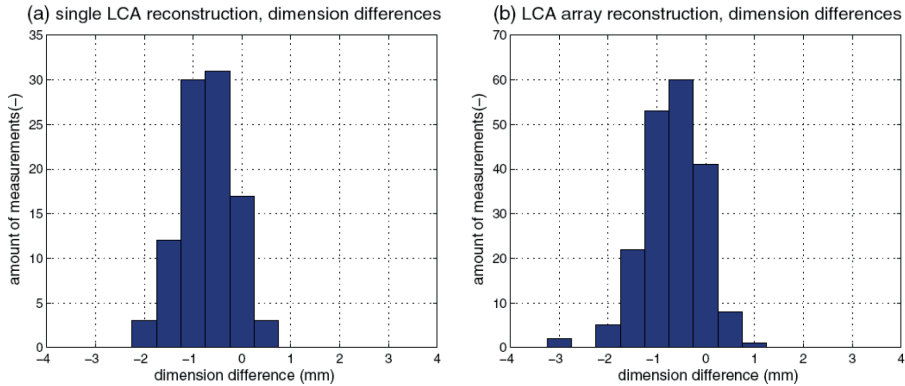 (a) single LCA reconstruction, dimension differences
35
30
25
20
15
10
5
0
amount of measurements(−)
−4 −3 −2 −1 0 1 2 3 4
dimension difference (mm)
(b) LCA array reconstruction, dimension differences
70
60
50
40
30
20
10
0
amount of measurements(−)
−4 −3 −2 −1 0 1 2 3 4
dimension difference (mm)